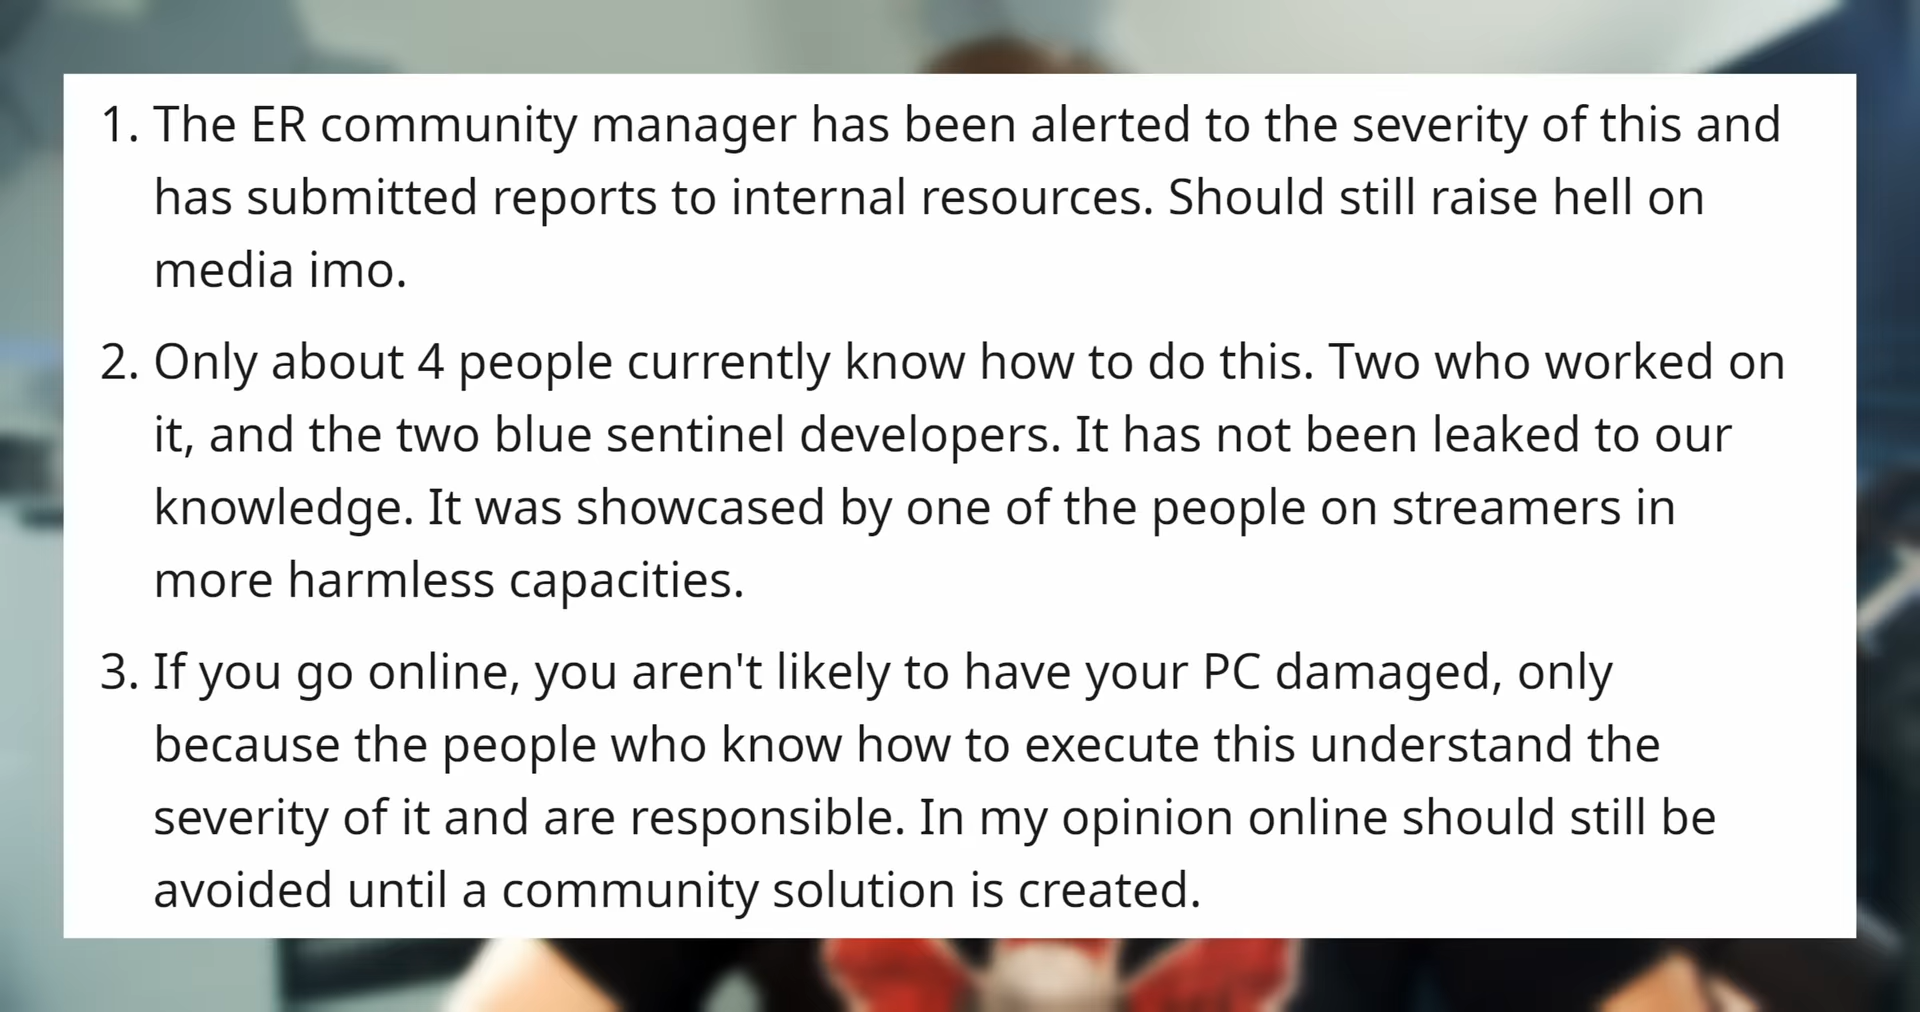 1. The ER community manager has been alerted to the severity of this and
has submitted reports to internal resources. Should still raise hell on
media imo.
2. Only about 4 people currently know how to do this. Two who worked on
it, and the two blue sentinel developers. It has not been leaked to our
knowledge. It was showcased by one of the people on streamers in
more harmless capacities.
3. If you go online, you aren't likely to have your PC damaged, only
because the people who know how to execute this understand the
severity of it and are responsible. In my opinion online should still be
avoided until a community solution is created.